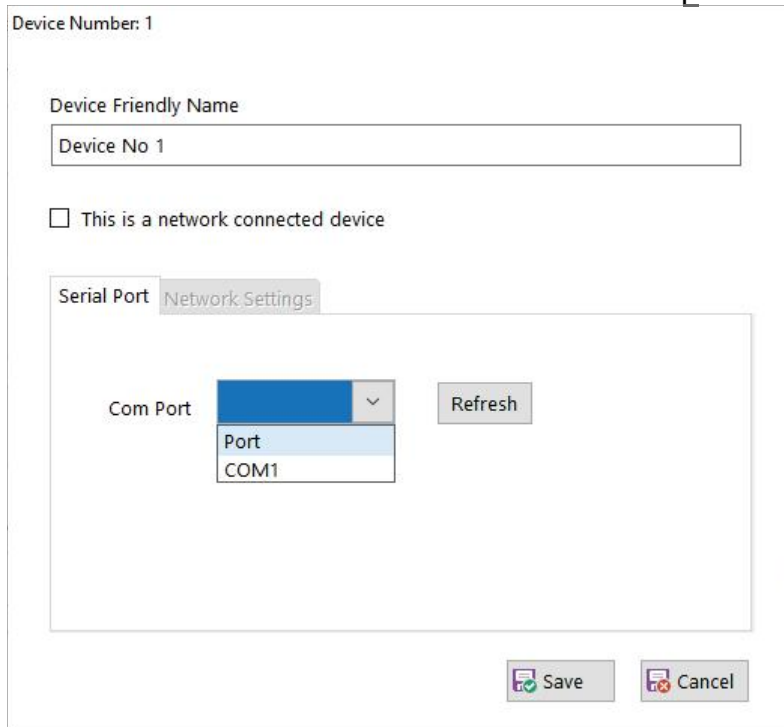 Device Number: 1
Device Friendly Name
Device No 1
This is a network connected device
Serial Port Network Settings
Com Port Refresh
Port
COM1
Save Cancel